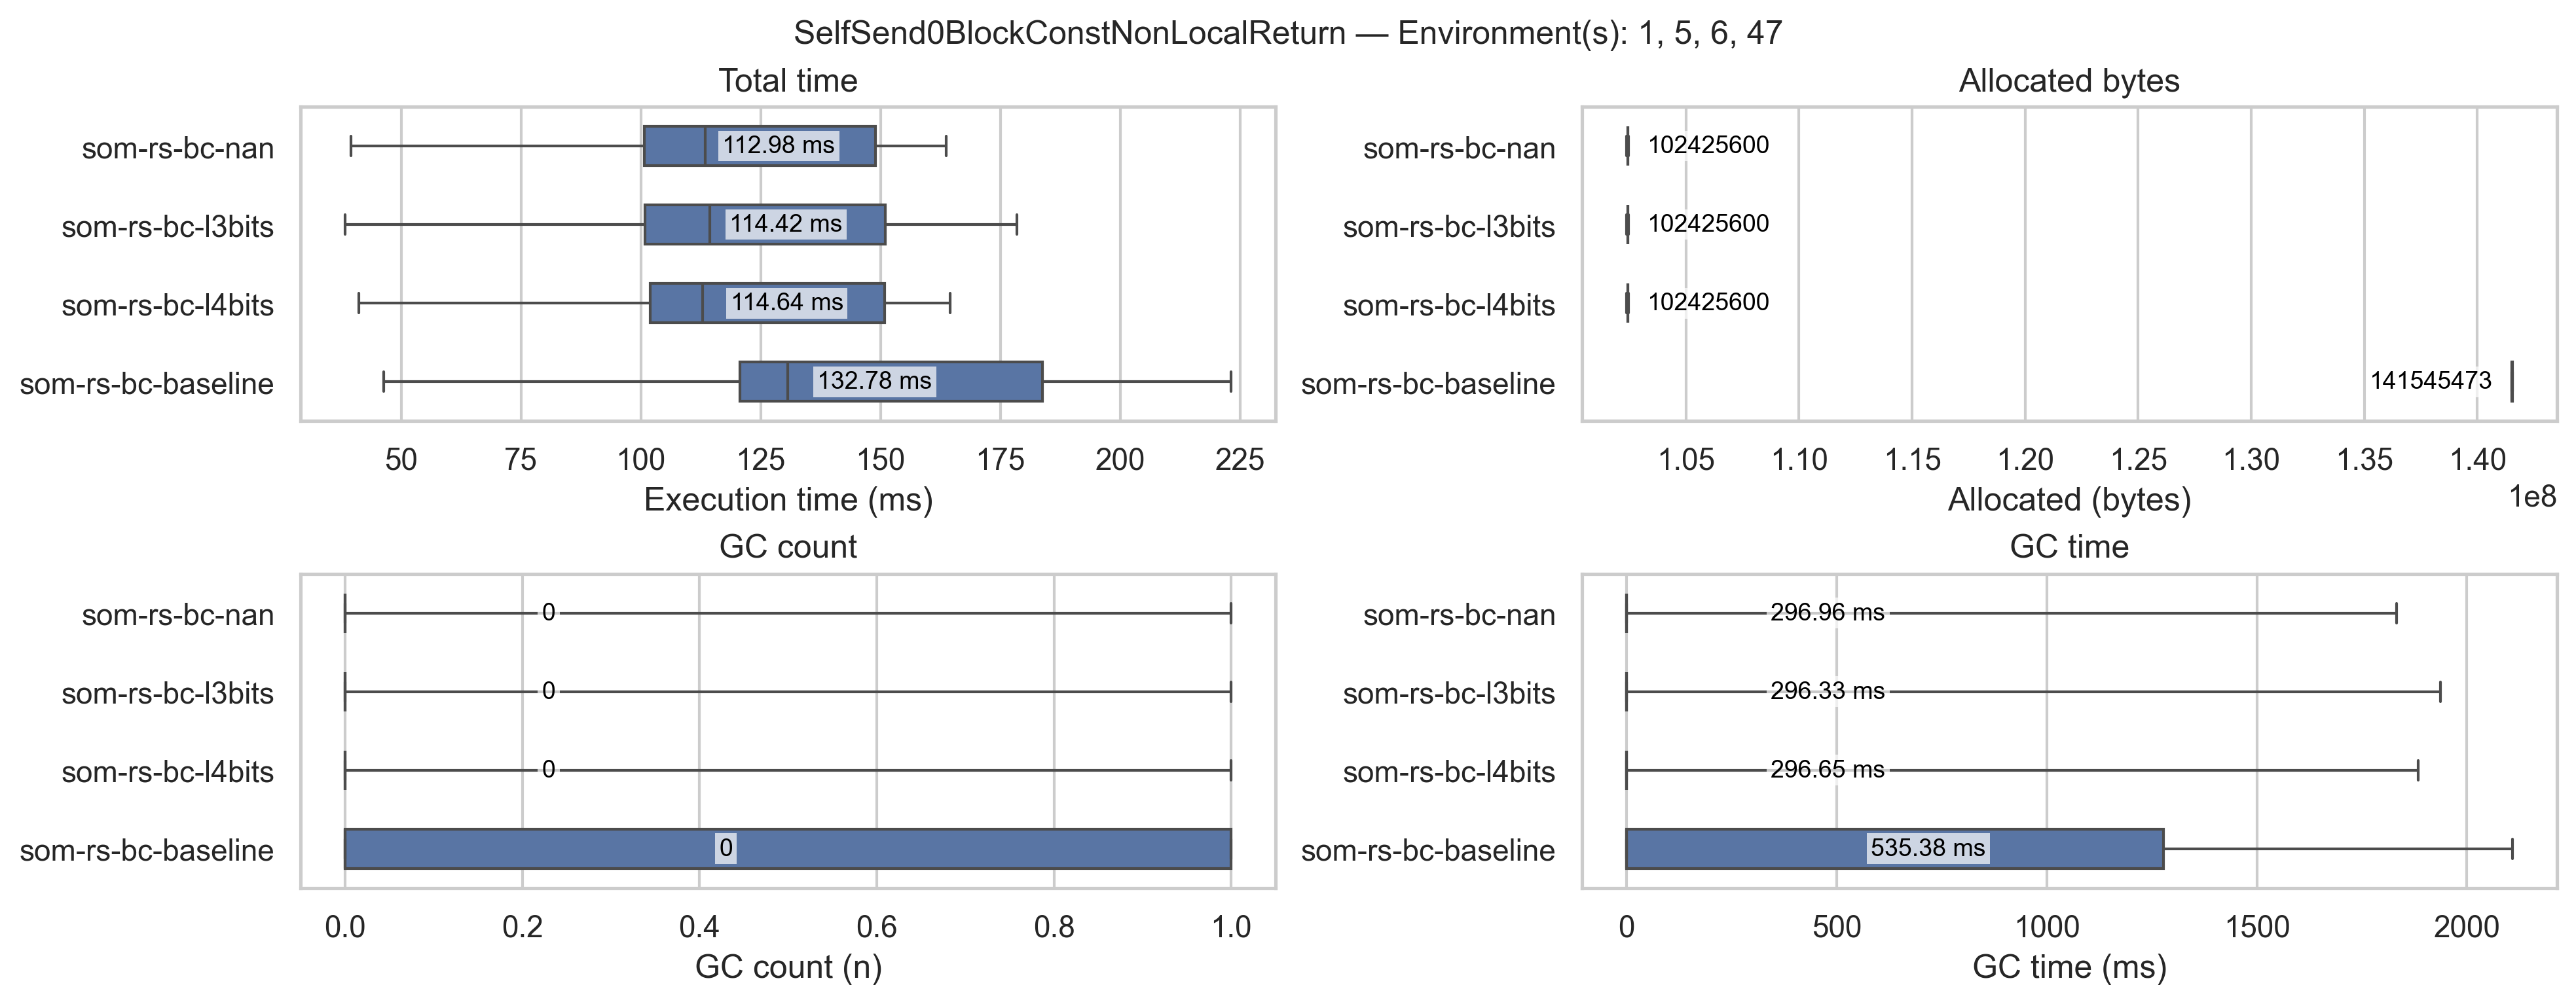 SelfSend0BlockConstNonLocalReturn — Environment(s): 1, 5, 6, 47
Total time
som-rs-bc-nan
112.98 ms
som-rs-bc-l3bits
114.42 ms
som-rs-bc-l4bits
114.64 ms
som-rs-bc-baseline
132.78 ms
50 75 100 125 150 175 200 225
Execution time (ms)
Allocated bytes
som-rs-bc-nan
102425600
som-rs-bc-l3bits
102425600
som-rs-bc-l4bits
102425600
som-rs-bc-baseline
141545473
1.05 1.10 1.15 1.20 1.25 1.30 1.35 1.40
1e8
Allocated (bytes)
GC count
som-rs-bc-nan
0
som-rs-bc-l3bits
0
som-rs-bc-l4bits
0
som-rs-bc-baseline
0
0.0 0.2 0.4 0.6 0.8 1.0
GC count (n)
GC time
som-rs-bc-nan
296.96 ms
som-rs-bc-l3bits
296.33 ms
som-rs-bc-l4bits
296.65 ms
som-rs-bc-baseline
535.38 ms
0 500 1000 1500 2000
GC time (ms)